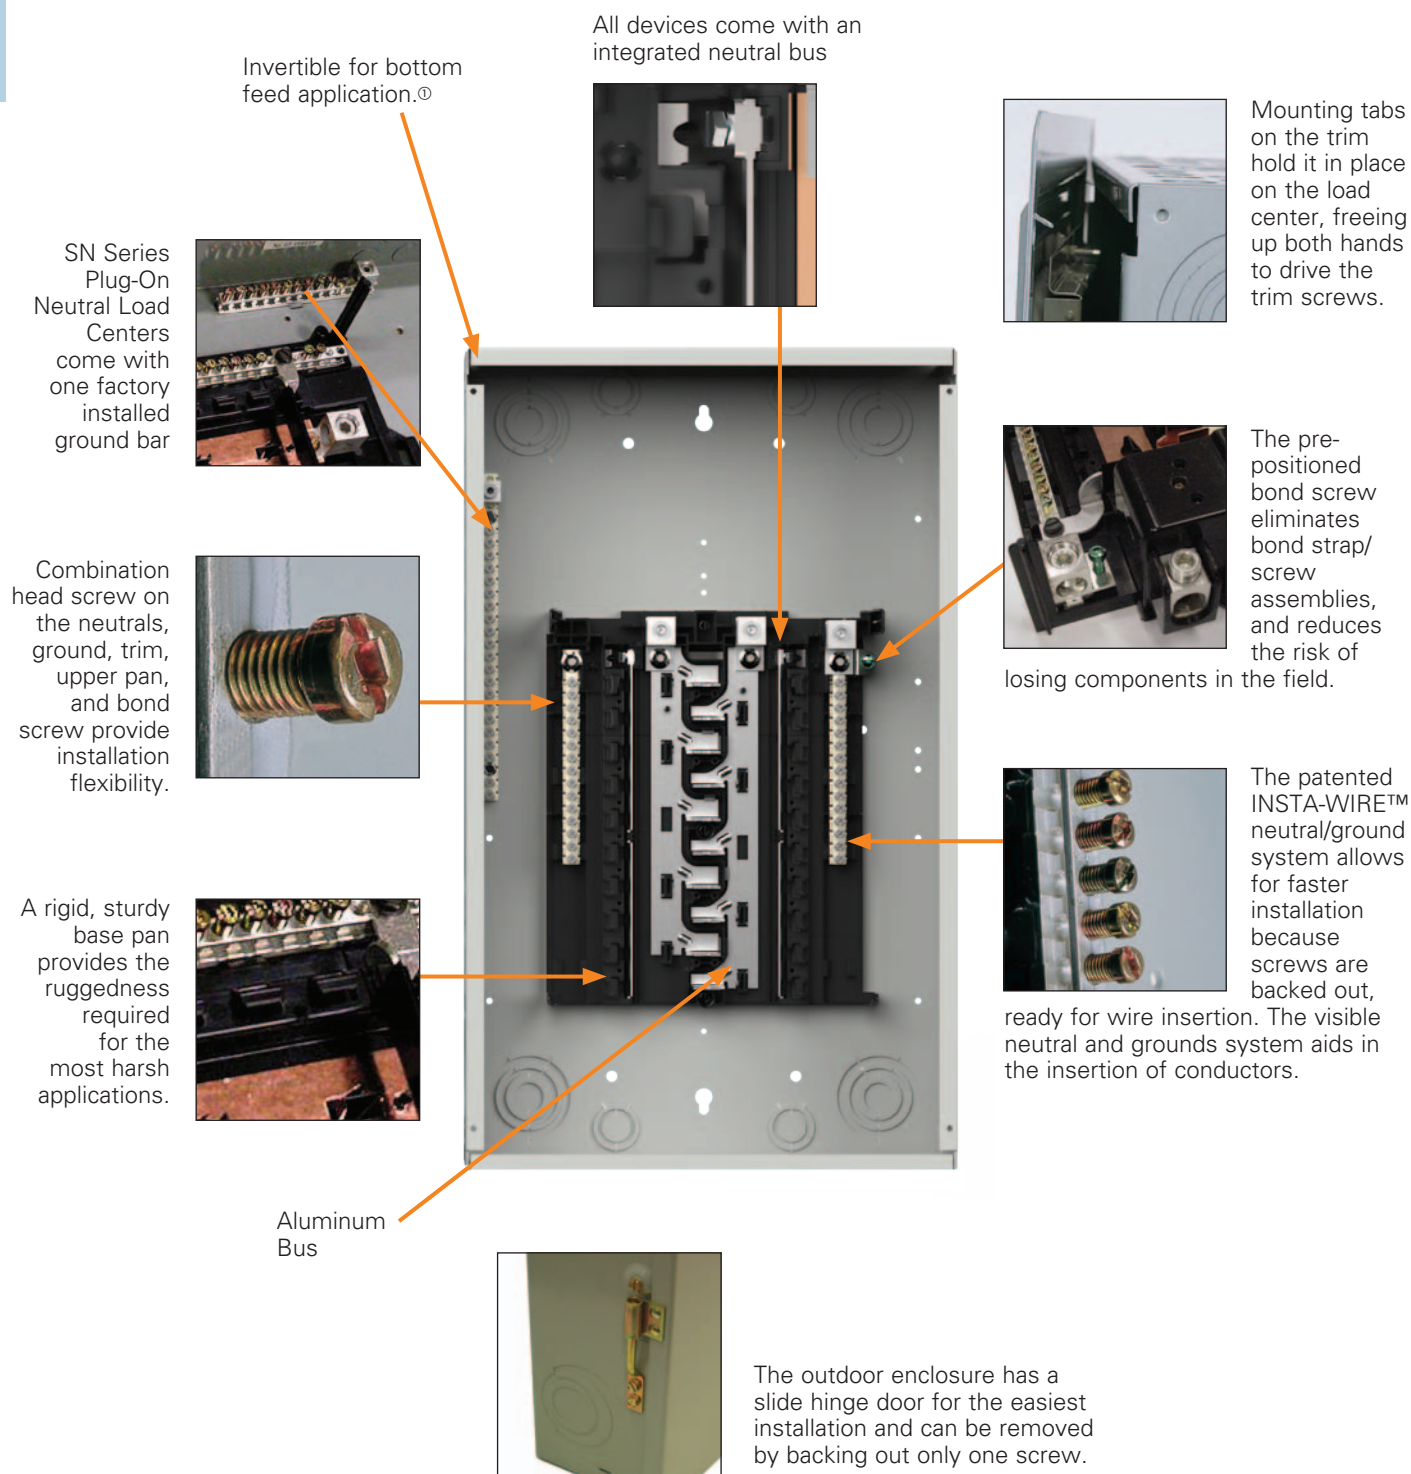 All devices come with an
integrated neutral bus
Invertible for bottom
feed application.①
Mounting tabs
on the trim
hold it in place
on the load
center, freeing
up both hands
to drive the
trim screws.
SN Series
Plug-On
Neutral Load
Centers
come with
one factory
installed
ground bar
The pre-
positioned
bond screw
eliminates
bond strap/
screw
assemblies,
and reduces
the risk of
losing components in the field.
Combination
head screw on
the neutrals,
ground, trim,
upper pan,
and bond
screw provide
installation
flexibility.
The patented
INSTA-WIRE™
neutral/ground
system allows
for faster
installation
because
screws are
backed out,
ready for wire insertion. The visible
neutral and grounds system aids in
the insertion of conductors.
A rigid, sturdy
base pan
provides the
ruggedness
required
for the
most harsh
applications.
Aluminum
Bus
The outdoor enclosure has a
slide hinge door for the easiest
installation and can be removed
by backing out only one screw.